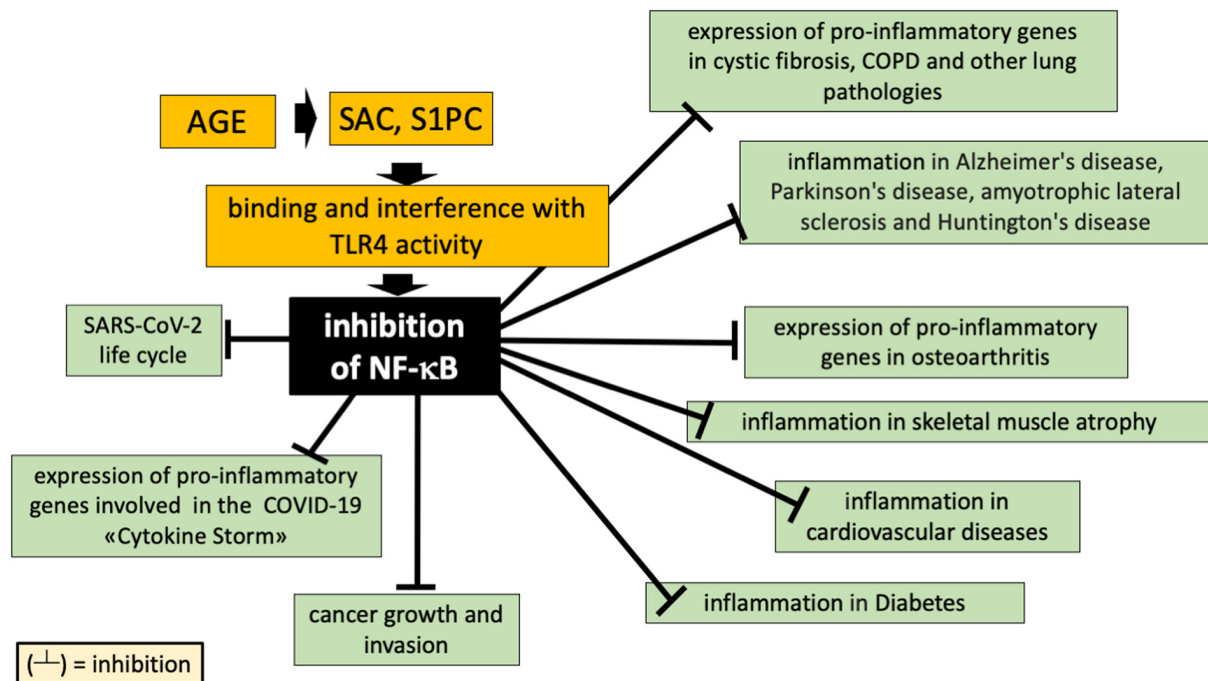 expression of pro-inflammatory genes
in cystic fibrosis, COPD and other lung
pathologies
AGE
SAC, S1PC
inflammation in Alzheimer's disease,
Parkinson's disease, amyotrophic lateral
sclerosis and Huntington's disease
binding and interference with
TLR4 activity
SARS-CoV-2
life cycle
inhibition
of NF-κB
expression of pro-inflammatory
genes in osteoarthritis
inflammation in skeletal muscle atrophy
expression of pro-inflammatory
genes involved in the COVID-19
«Cytokine Storm»
inflammation in
cardiovascular diseases
inflammation in Diabetes
cancer growth and
invasion
(┴) = inhibition